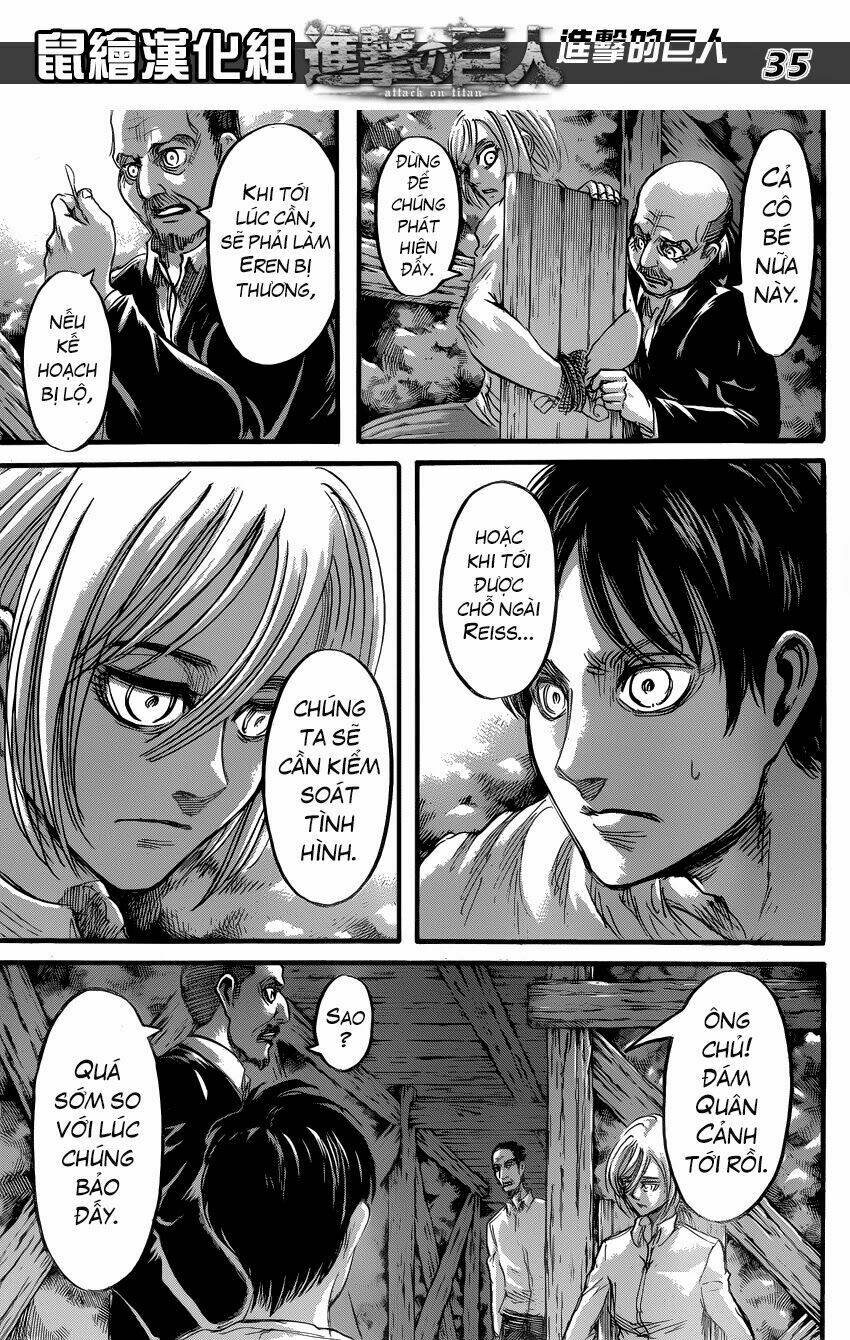 鼠繪漢化組
進撃の巨人
attack on titan
進擊的巨人
35
CẢ
CÔ
BÉ
NỮA
NÀY.
ĐỪNG
ĐỂ
CHÚNG
PHÁT
HIỆN
ĐẤY.
KHI TỚI
LÚC CẦN,
SẼ PHẢI LÀM
EREN BỊ
THƯƠNG,
NẾU
KẾ
HOẠCH
BỊ LỘ,
HOẶC
KHI TỚI
ĐƯỢC
CHỖ NGÀI
REISS...
CHÚNG
TA SẼ
CẦN KIỂM
SOÁT
TÌNH
HÌNH.
ÔNG
CHỦ!
ĐÁM
QUÂN
CẢNH
TỚI RỒI.
SAO
?
QUÁ
SỚM SO
VỚI LÚC
CHÚNG
BẢO
ĐẤY.